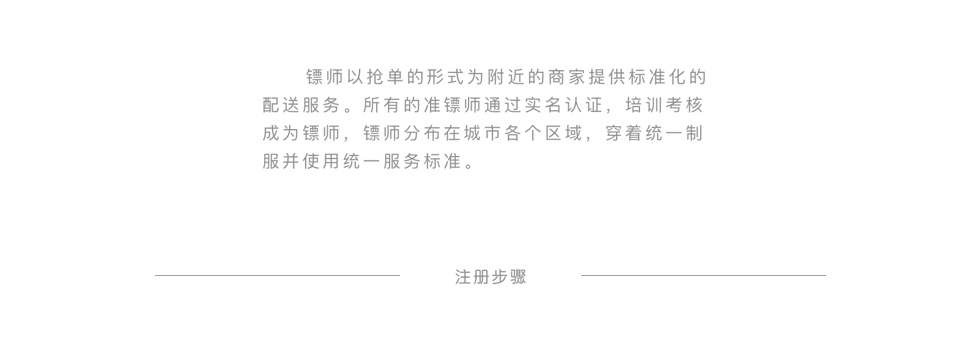 镖师以抢单的形式为附近的商家提供标准化的
配送服务。所有的准镖师通过实名认证，培训考核
成为镖师，镖师分布在城市各个区域，穿着统一制
服并使用统一服务标准。
注册步骤